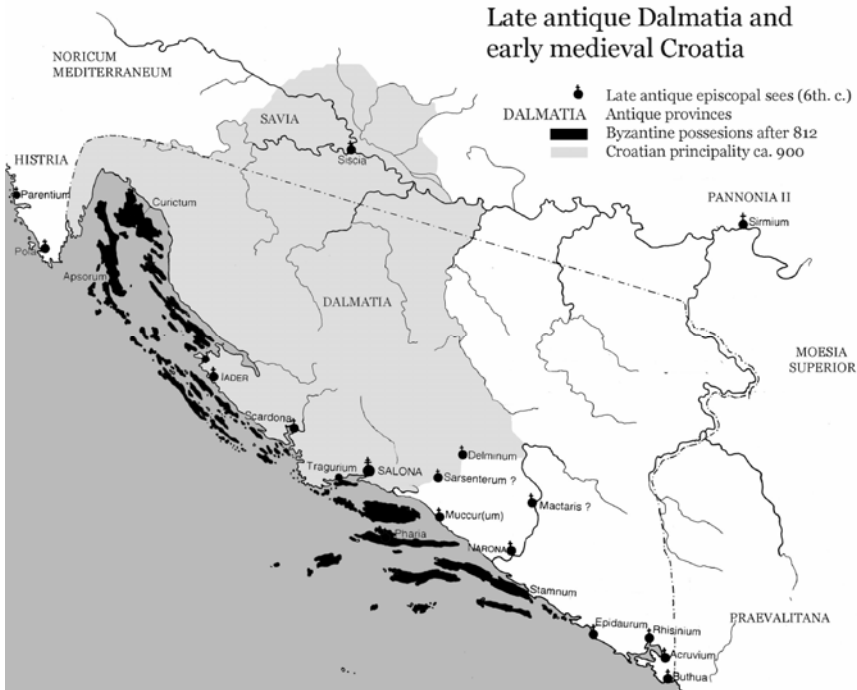 Late antique Dalmatia and
early medieval Croatia
Late antique episcopal sees (6th. c.)
DALMATIA Antique provinces
Byzantine possesions after 812
Croatian principality ca. 900
NORICUM
MEDITERRANEUM
SAVIA
HISTRIA
Siscia
Parentium
Curictum
PANNONIA II
Sirmium
Pola
Apsorum
DALMATIA
MOESIA
SUPERIOR
IADER
Scardona
Delminum
Tragurium
SALONA
Sarsenterum ?
Mactaris ?
Muccur(um)
Pharia
NARONA
Stamnum
PRAEVALITANA
Epidaurum
Rhisinium
Acruvium
Buthua